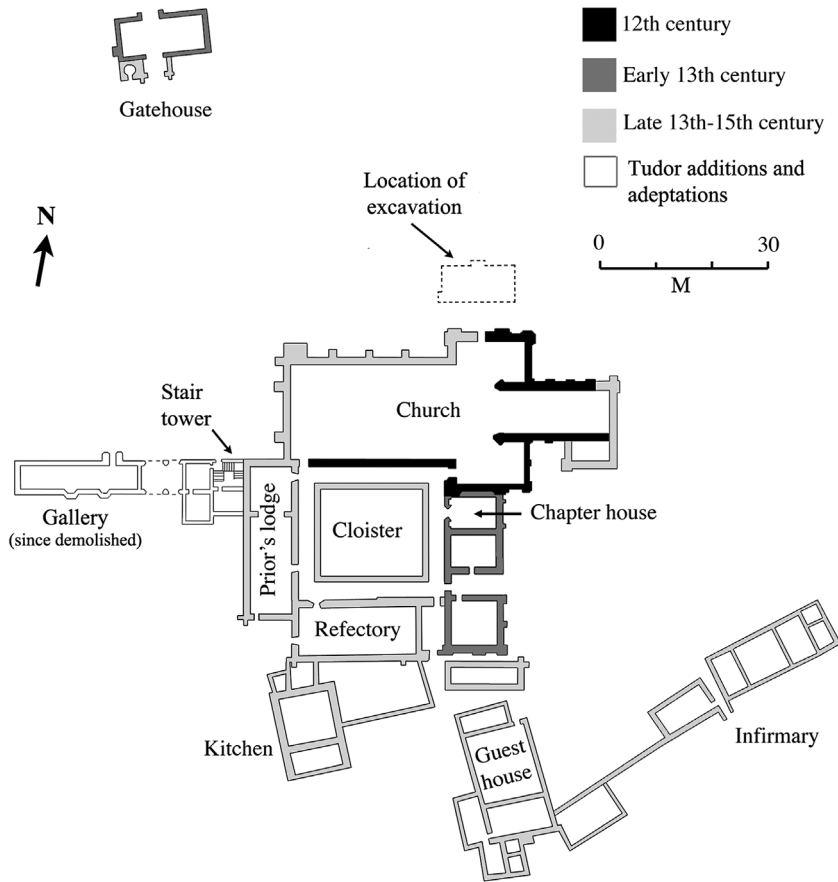 12th century
Early 13th century
Late 13th-15th century
Tudor additions and
adeptations
Gatehouse
Location of
excavation
N
0 30
M
Stair
tower
Church
Gallery
(since demolished)
Prior's lodge
Cloister
Chapter house
Refectory
Kitchen
Guest
house
Infirmary